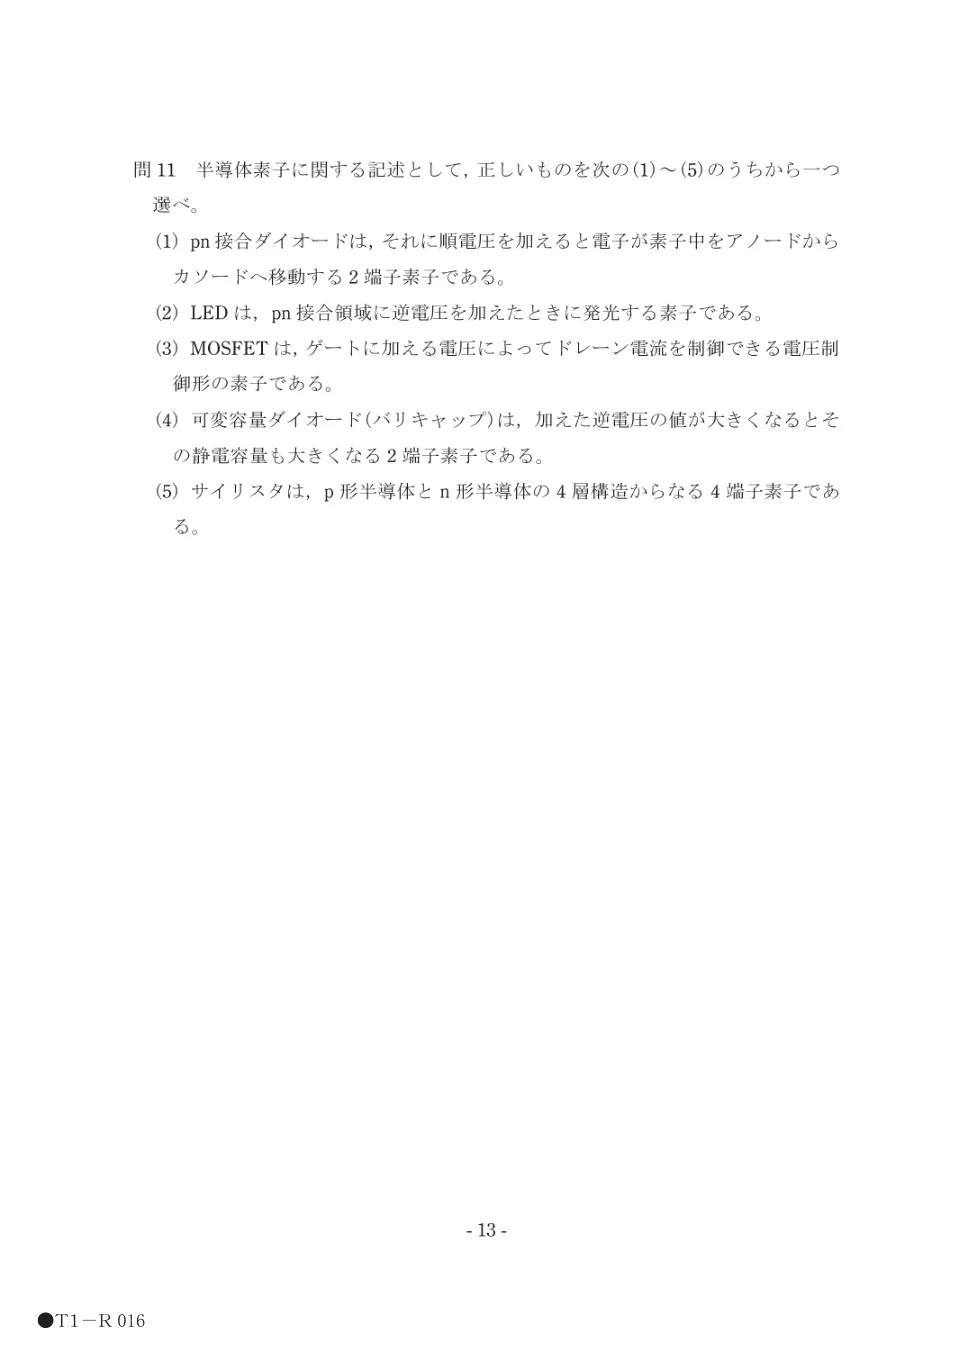 問 11　半導体素子に関する記述として，正しいものを次の(1)～(5)のうちから一つ
選べ。
(1) pn 接合ダイオードは，それに順電圧を加えると電子が素子中をアノードから
カソードへ移動する 2 端子素子である。
(2) LED は，pn 接合領域に逆電圧を加えたときに発光する素子である。
(3) MOSFET は，ゲートに加える電圧によってドレーン電流を制御できる電圧制
御形の素子である。
(4) 可変容量ダイオード(バリキャップ)は，加えた逆電圧の値が大きくなるとそ
の静電容量も大きくなる 2 端子素子である。
(5) サイリスタは，p 形半導体と n 形半導体の 4 層構造からなる 4 端子素子であ
る。
- 13 -
●T1－R 016